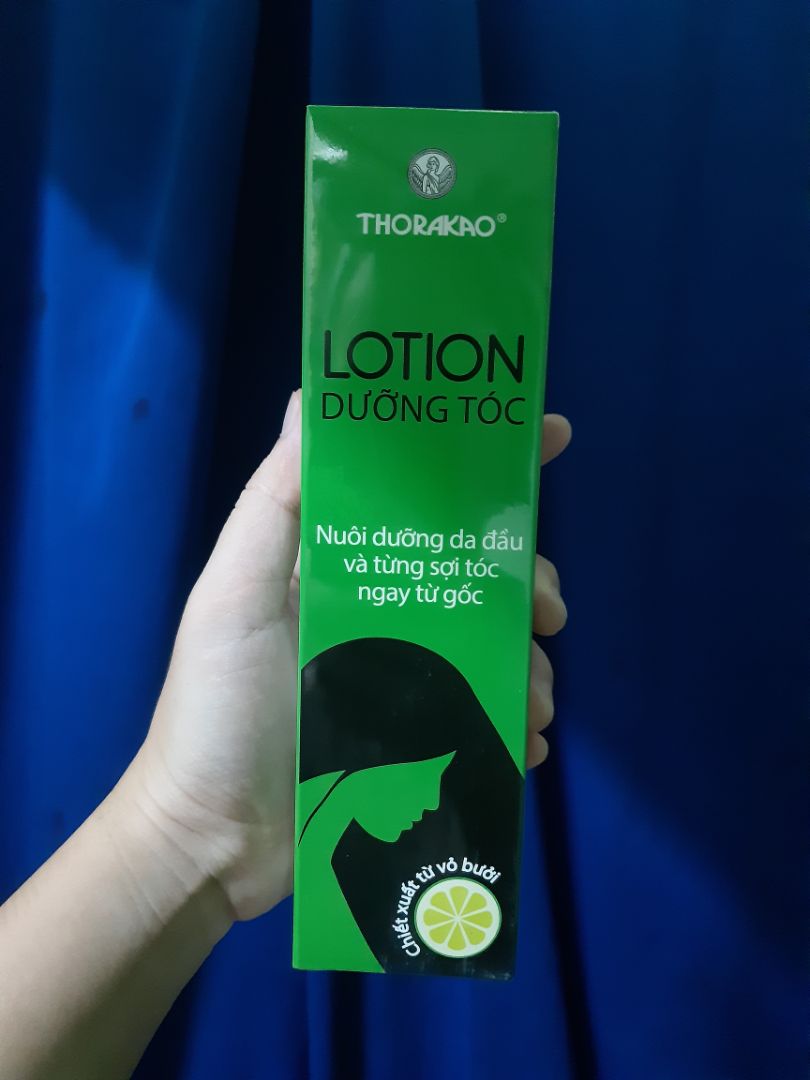 THORAKAO®
LOTION
DƯỠNG TÓC
Nuôi dưỡng da đầu
và từng sợi tóc
ngay từ gốc
Chiết xuất từ vỏ bưởi